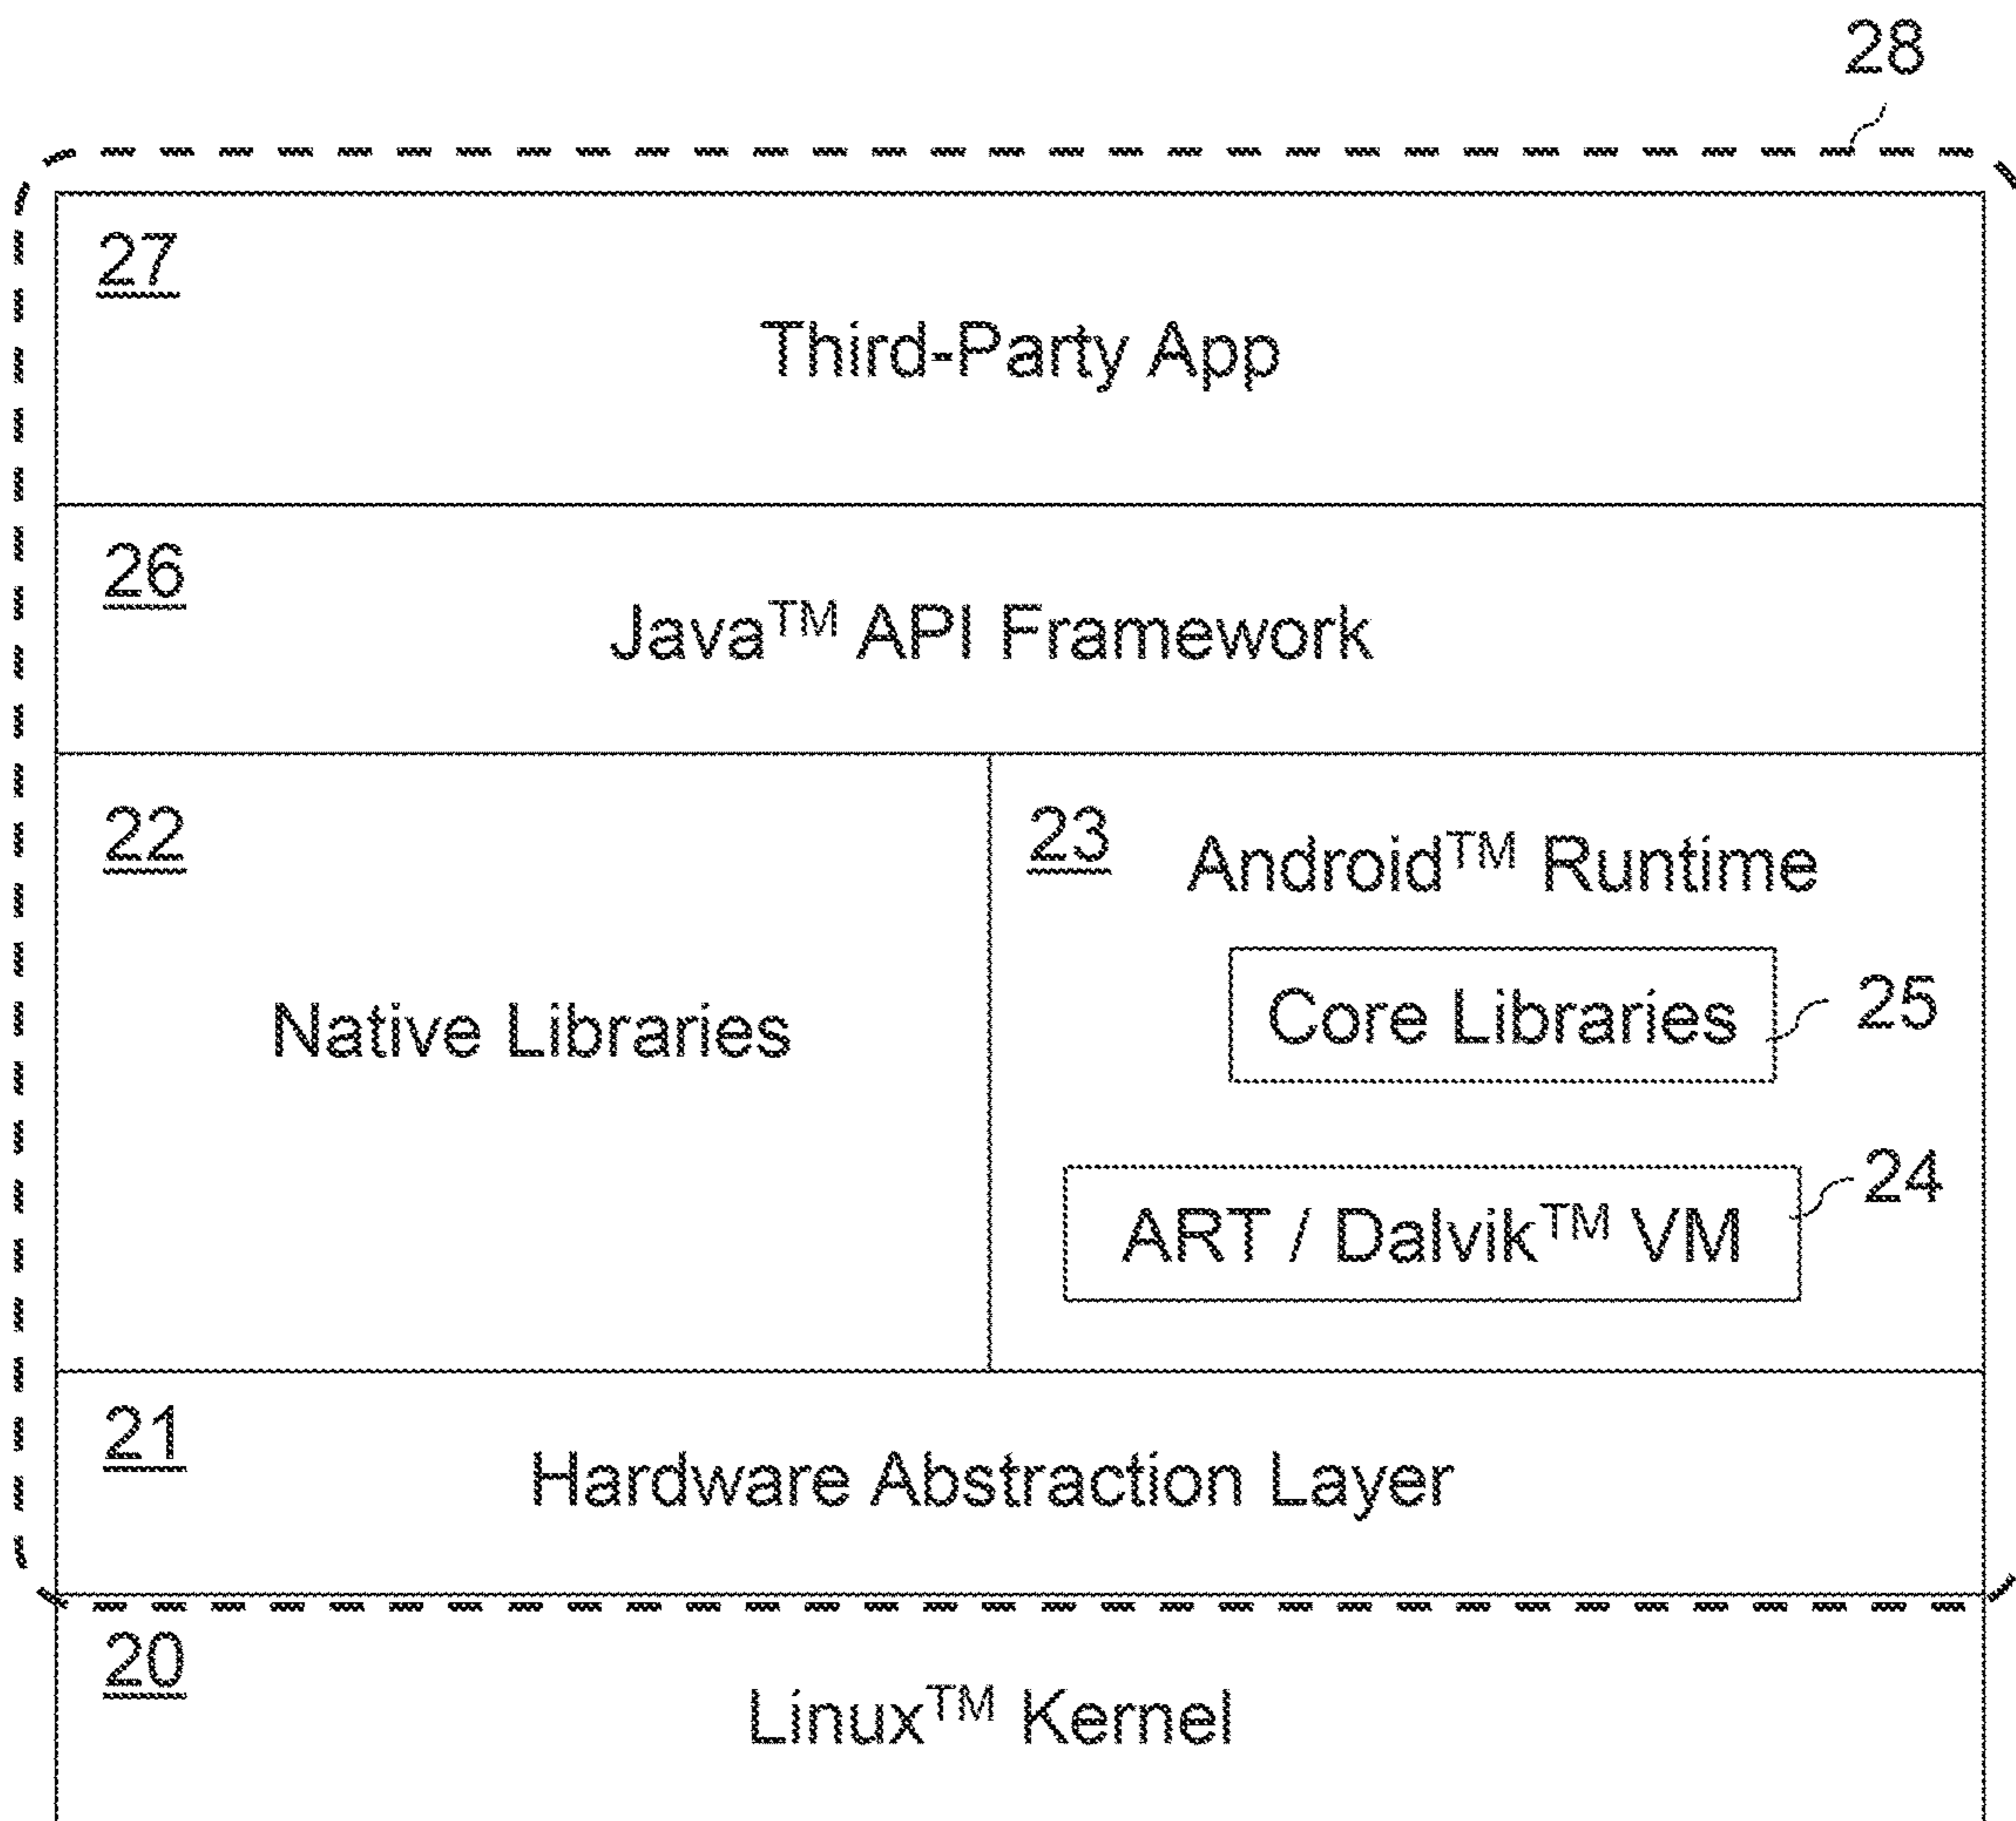 28
27
Third-Party App
26
Java™ API Framework
22
Native Libraries
23
Android™ Runtime
Core Libraries
25
ART / Dalvik™ VM
24
21
Hardware Abstraction Layer
20
Linux™ Kernel